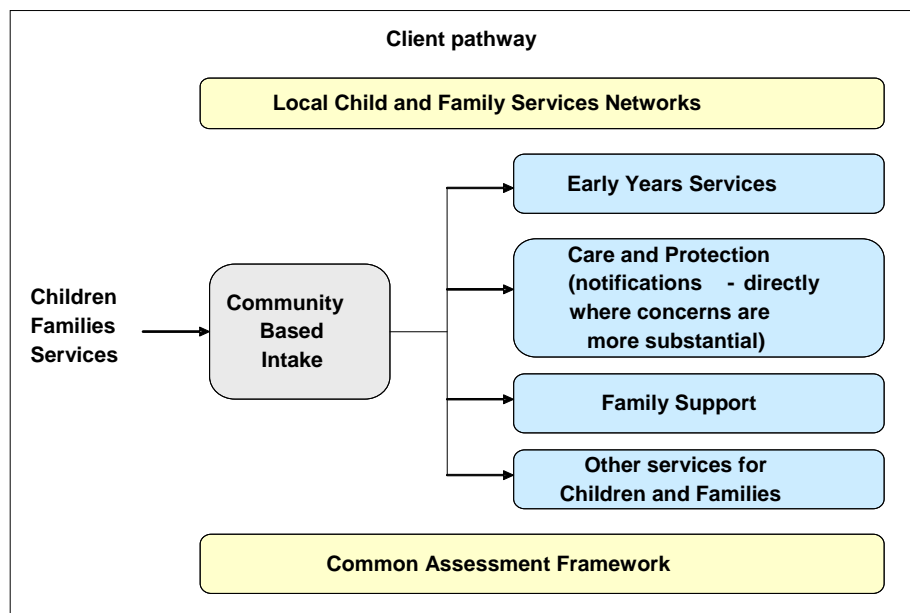 Client pathway
Local Child and Family Services Networks
Early Years Services
Care and Protection
(notifications - directly
where concerns are
more substantial)
Children
Families
Services
Community
Based
Intake
Family Support
Other services for
Children and Families
Common Assessment Framework